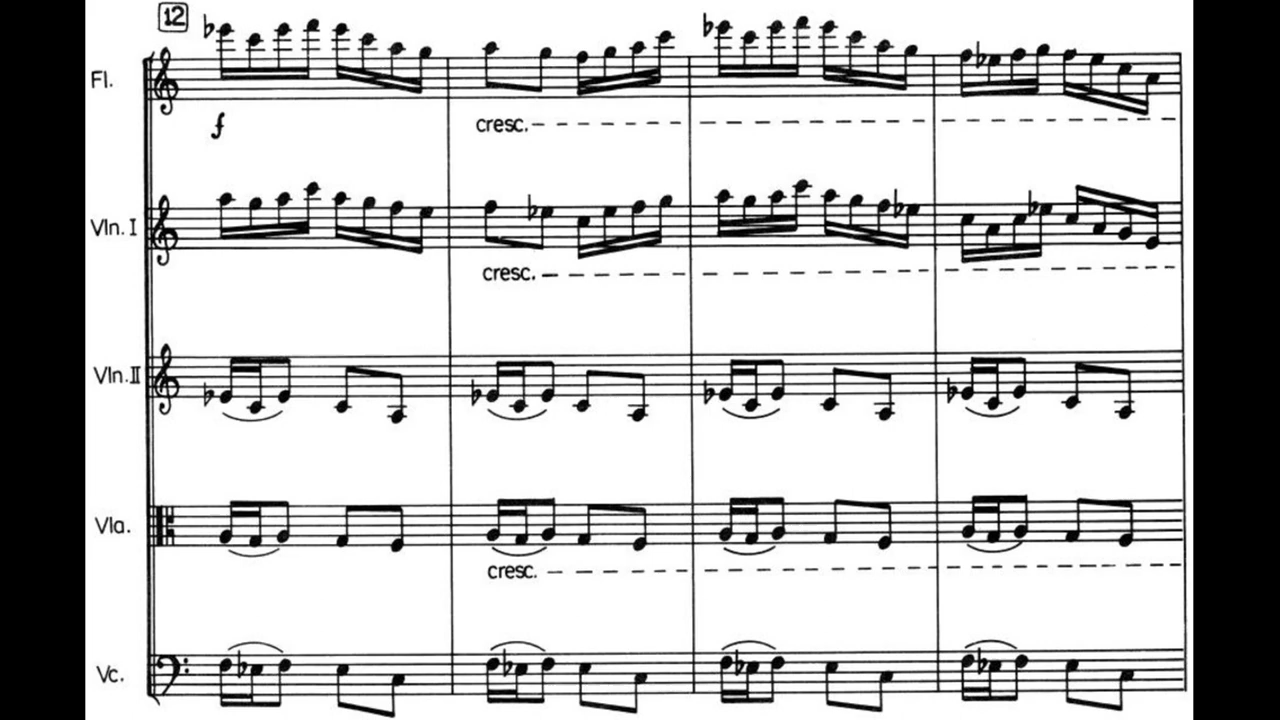 12
Fl.
f
cresc.
Vln. I
cresc.
Vln. II
Vla.
cresc.
Vc.